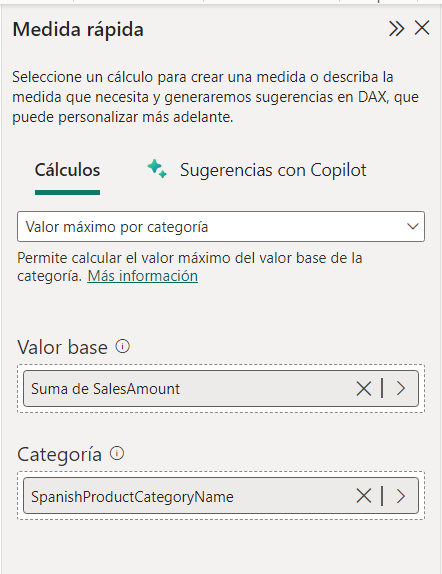 Medida rápida
Seleccione un cálculo para crear una medida o describa la
medida que necesita y generaremos sugerencias en DAX, que
puede personalizar más adelante.
Cálculos
Sugerencias con Copilot
Valor máximo por categoría
Permite calcular el valor máximo del valor base de la
categoría. Más información
Valor base
Suma de SalesAmount
Categoría
SpanishProductCategoryName